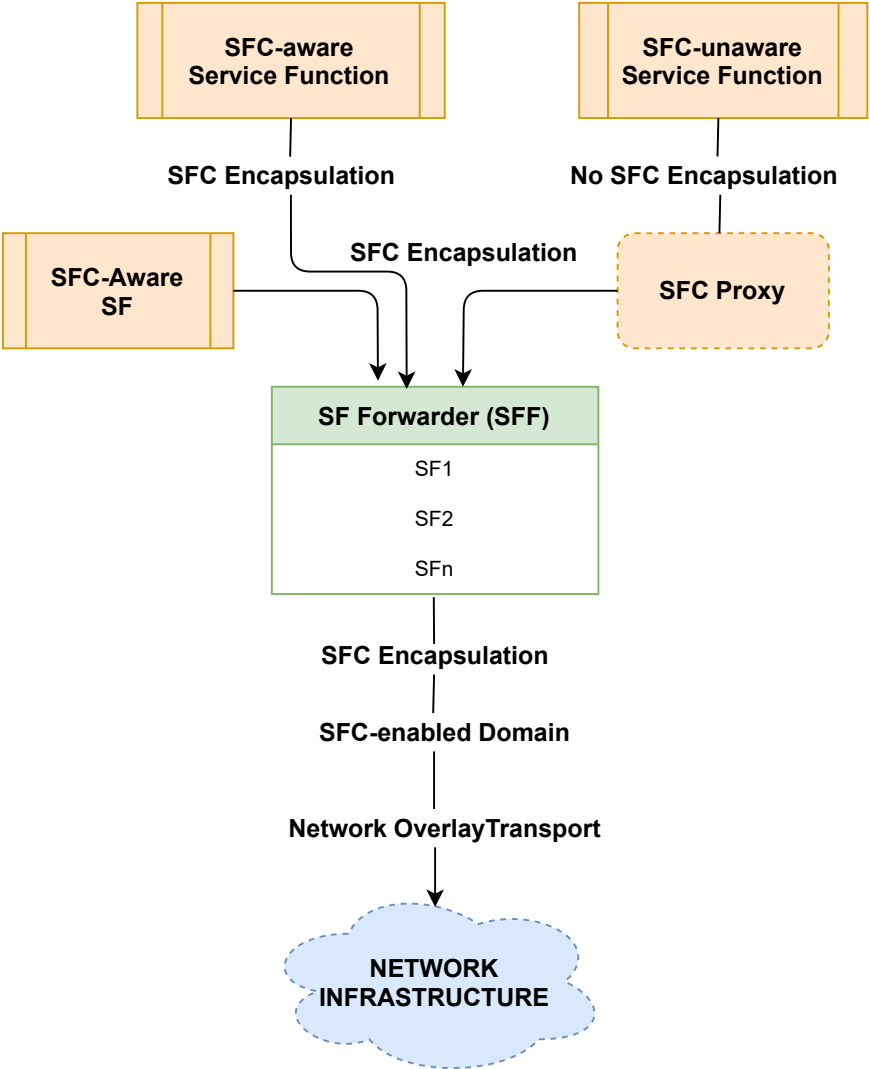 SFC-aware
Service Function
SFC-unaware
Service Function
SFC Encapsulation
No SFC Encapsulation
SFC-Aware
SF
SFC Encapsulation
SFC Proxy
SF Forwarder (SFF)
SF1
SF2
SFn
SFC Encapsulation
SFC-enabled Domain
Network OverlayTransport
NETWORK
INFRASTRUCTURE